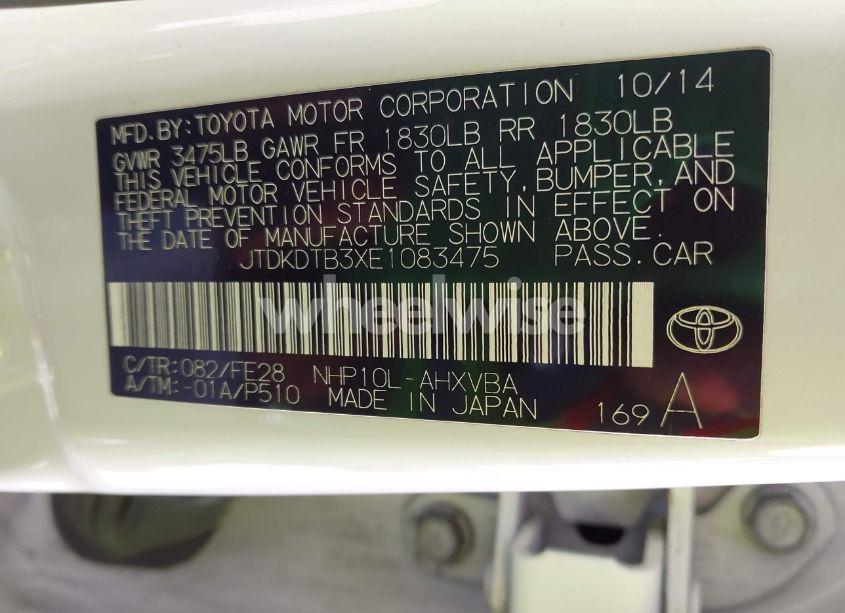 MFD. BY: TOYOTA MOTOR CORPORATION 10/14
GVWR 3475LB GAWR FR 1830LB RR 1830LB
THIS VEHICLE CONFORMS TO ALL APPLICABLE
FEDERAL MOTOR VEHICLE SAFETY, BUMPER, AND
THEFT PREVENTION STANDARDS IN EFFECT ON
THE DATE OF MANUFACTURE SHOWN ABOVE.
JTDKDTB3XE1083475 PASS. CAR
wheelwise
C/TR: 082/FE28 NHP10L-AHXVBA
A/TM: -01A/P510 MADE IN JAPAN
169 A